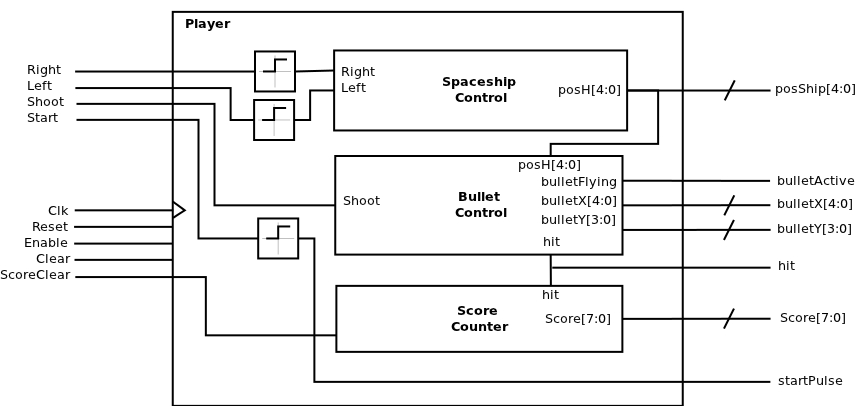 Player
Right
Left
Shoot
Start
Clk
Reset
Enable
Clear
ScoreClear
Right
Left
Spaceship
Control
posH[4:0]
posShip[4:0]
posH[4:0]
Shoot
Bullet
Control
bulletFlying
bulletX[4:0]
bulletY[3:0]
hit
bulletActive
bulletX[4:0]
bulletY[3:0]
hit
hit
Score
Counter
Score[7:0]
Score[7:0]
startPulse